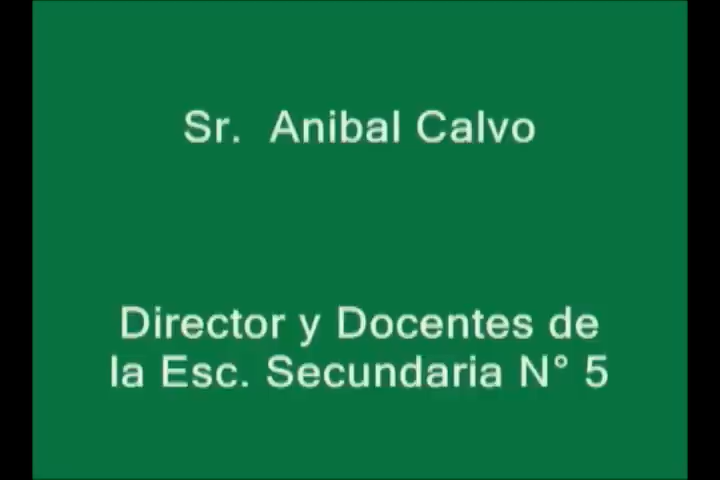 Sr. Anibal Calvo
Director y Docentes de
la Esc. Secundaria N° 5